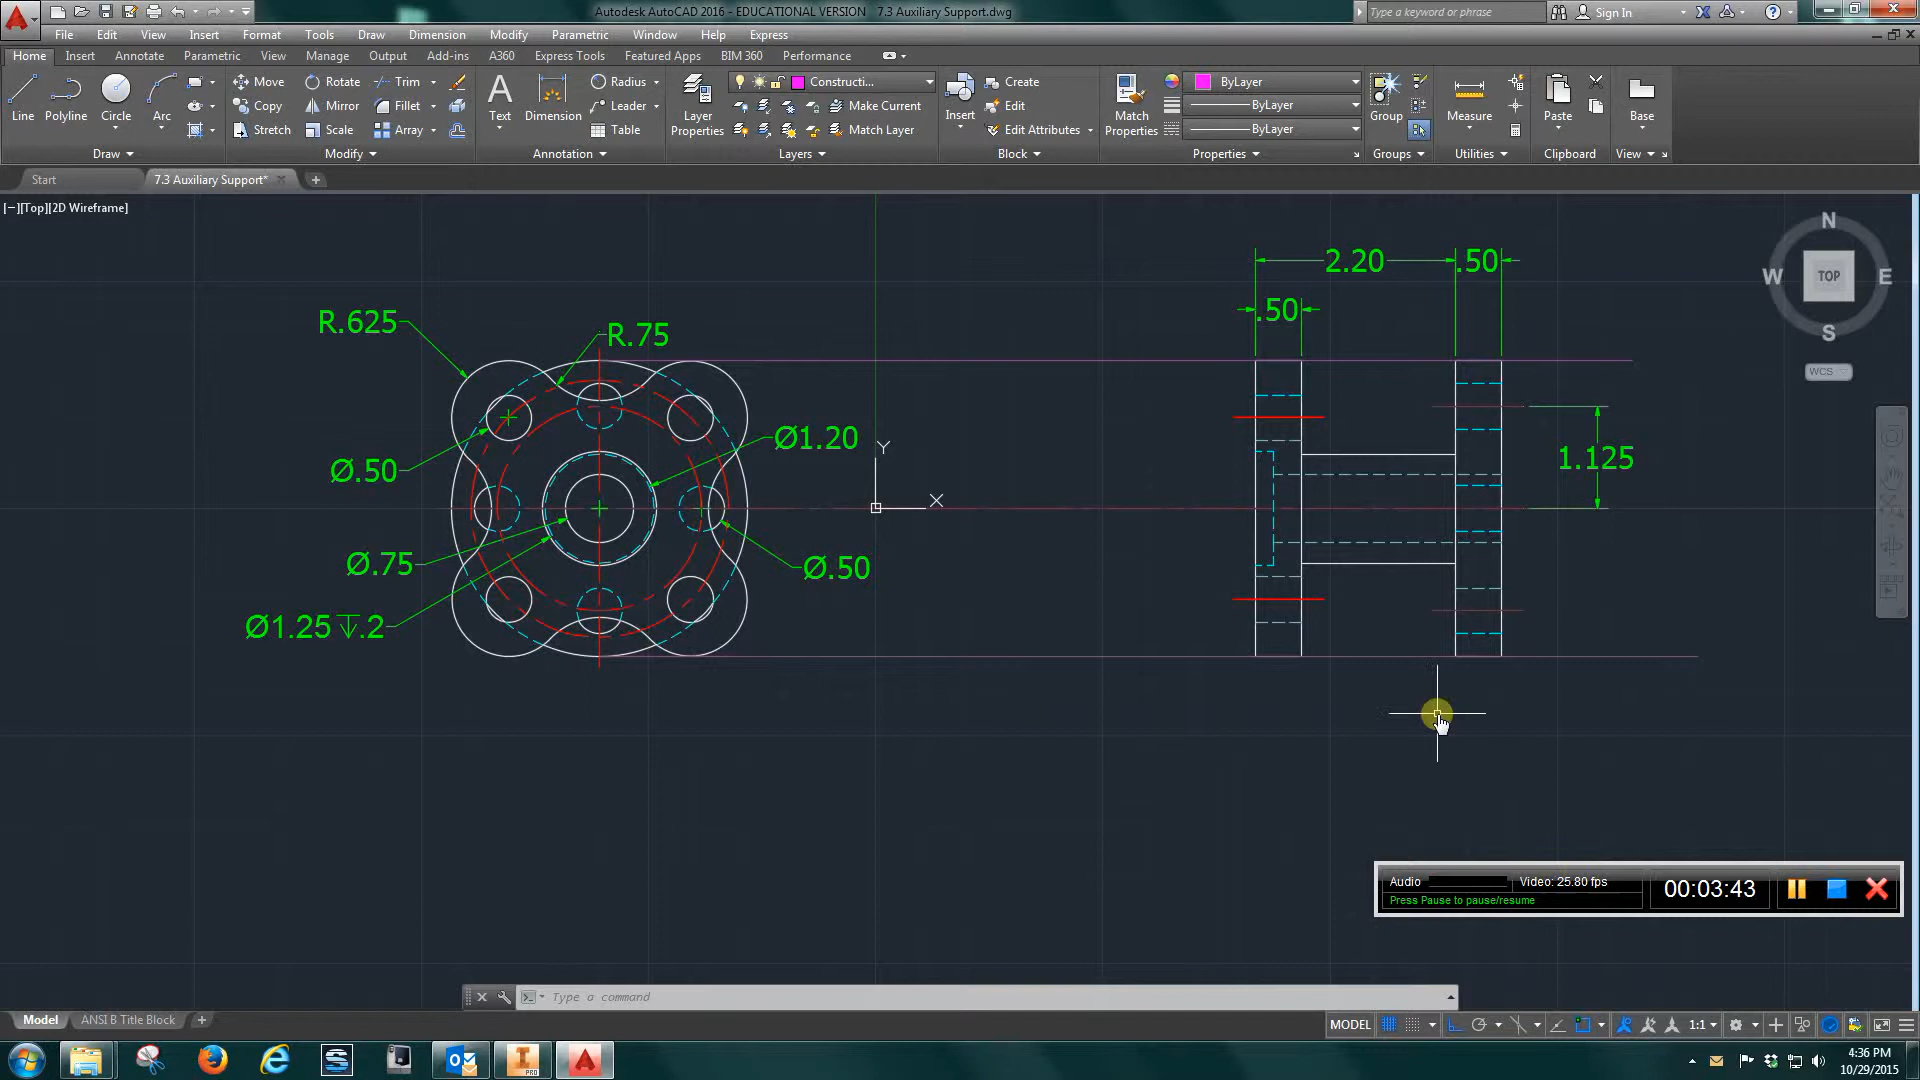 Autodesk AutoCAD 2016 - EDUCATIONAL VERSION 7.3 Auxiliary Support.dwg
Type a keyword or phrase
Sign In
File Edit View Insert Format Tools Draw Dimension Modify Parametric Window Help Express
Home Insert Annotate Parametric View Manage Output Add-ins A360 Express Tools Featured Apps BIM 360 Performance
Line Polyline Circle Arc
Move Rotate Trim
Copy Mirror Fillet
Stretch Scale Array
Text Dimension
Radius
Leader
Table
Layer Properties
Constructi...
Make Current
Match Layer
Insert
Create
Edit
Edit Attributes
Match Properties
ByLayer
ByLayer
ByLayer
Group
Measure
Paste
Base
Draw Modify Annotation Layers Block Properties Groups Utilities Clipboard View
Start
7.3 Auxiliary Support*
[−][Top][2D Wireframe]
N
W TOP E
S
WCS
2.20 .50
.50
R.625
R.75
Ø1.20
Ø.50
Y
X
1.125
Ø.75
Ø.50
Ø1.25 ↧.2
Audio
Video: 25.80 fps
Press Pause to pause/resume
00:03:43
Type a command
Model
ANSI B Title Block
MODEL
1:1
PRO
4:36 PM
10/29/2015